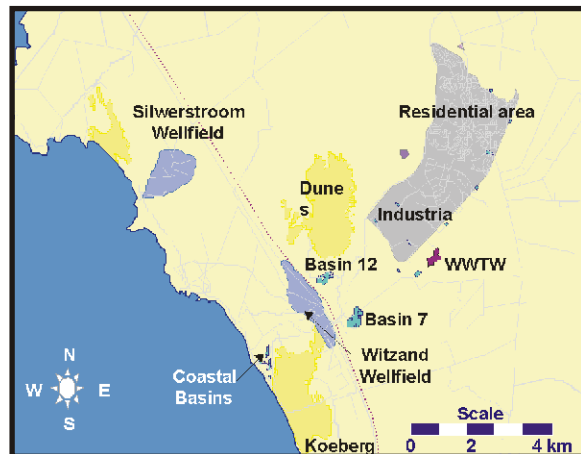 Silwerstroom
Wellfield
Residential area
Dune
s
Industria
Basin 12
WWTW
Basin 7
Witzand
Wellfield
Coastal
Basins
N
W E
S
Koeberg
Scale
0 2 4 km